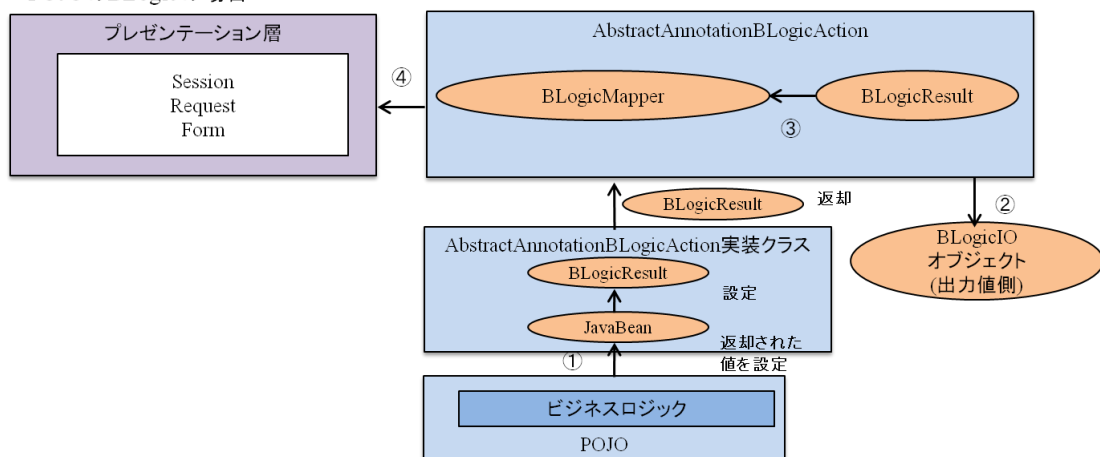 プレゼンテーション層
Session
Request
Form
④
AbstractAnnotationBLogicAction
BLogicMapper
③
BLogicResult
BLogicResult
返却
②
BLogicIO
オブジェクト
(出力値側)
AbstractAnnotationBLogicAction実装クラス
BLogicResult
設定
JavaBean
返却された
値を設定
①
ビジネスロジック
POJO